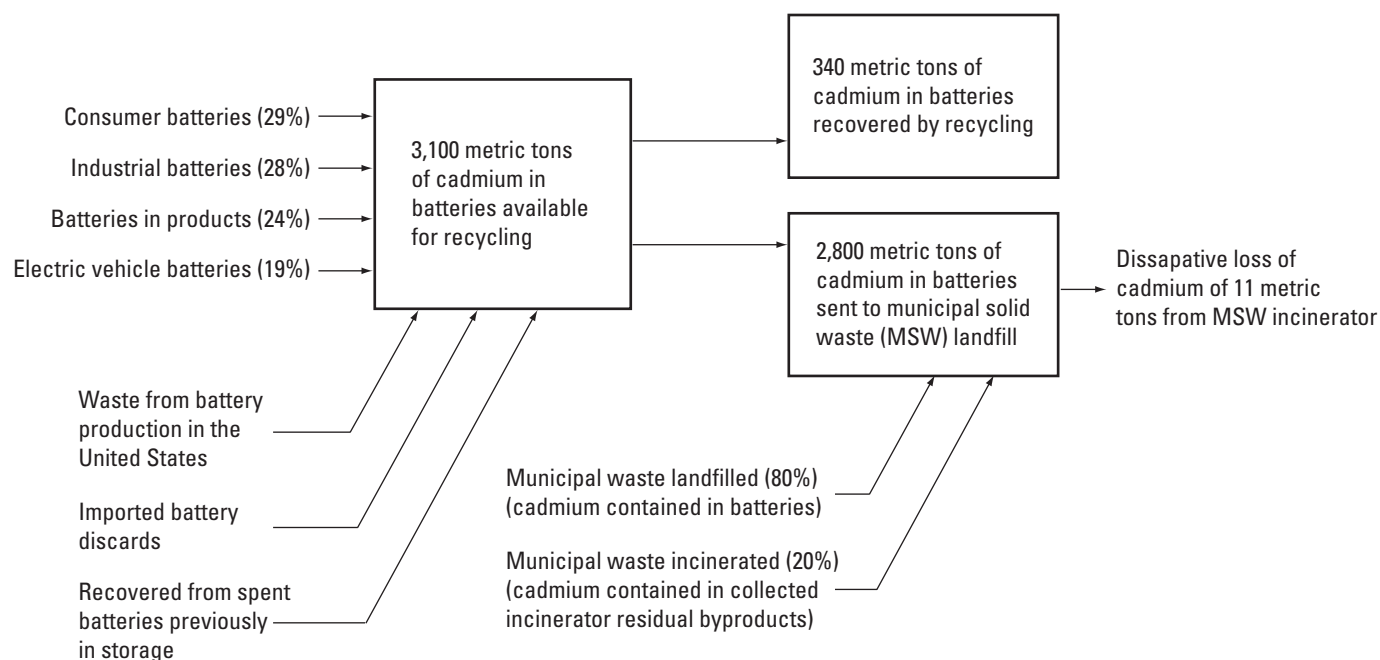 Consumer batteries (29%)
Industrial batteries (28%)
Batteries in products (24%)
Electric vehicle batteries (19%)
3,100 metric tons
of cadmium in
batteries available
for recycling
340 metric tons of
cadmium in batteries
recovered by recycling
2,800 metric tons of
cadmium in batteries
sent to municipal solid
waste (MSW) landfill
Dissapative loss of
cadmium of 11 metric
tons from MSW incinerator
Waste from battery
production in the
United States
Imported battery
discards
Recovered from spent
batteries previously
in storage
Municipal waste landfilled (80%)
(cadmium contained in batteries)
Municipal waste incinerated (20%)
(cadmium contained in collected
incinerator residual byproducts)